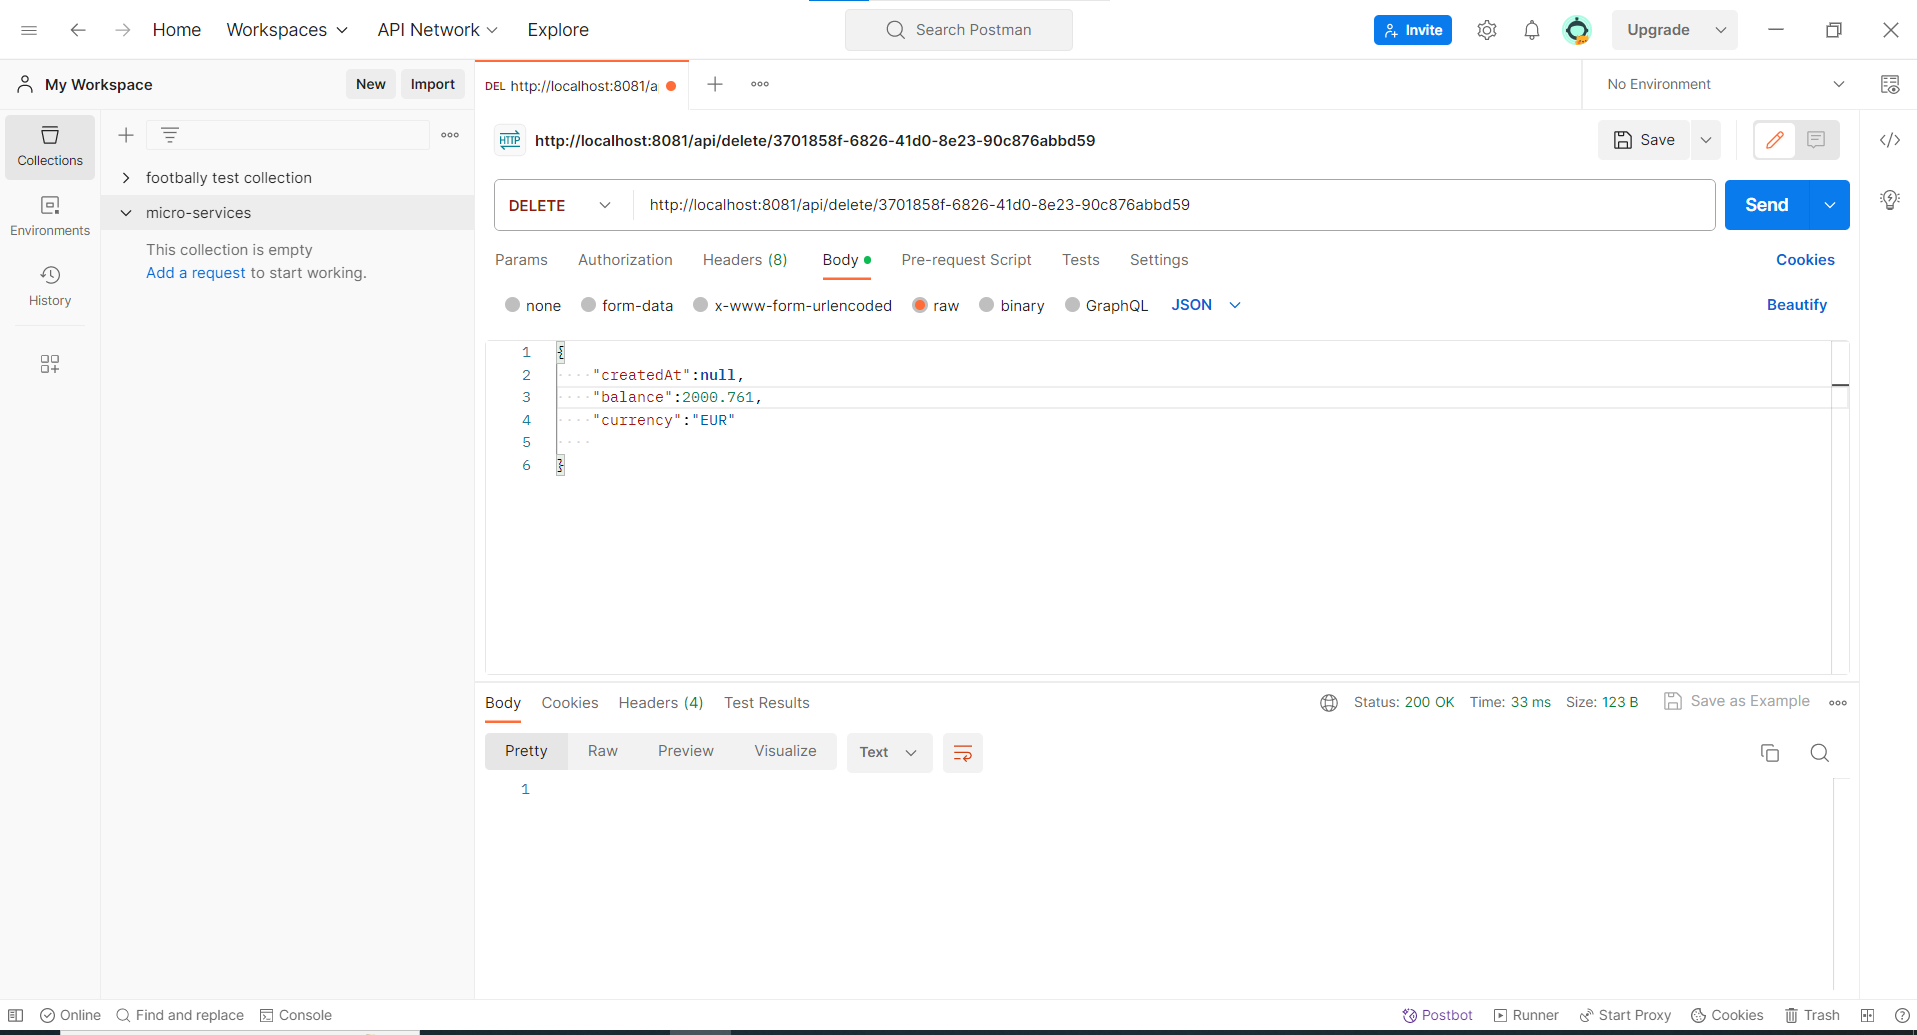 Home Workspaces API Network Explore Search Postman Invite Upgrade
My Workspace New Import DEL http://localhost:8081/a No Environment
Collections
footbally test collection
micro-services
This collection is empty
Add a request to start working.
Environments
History
HTTP http://localhost:8081/api/delete/3701858f-6826-41d0-8e23-90c876abbd59 Save
DELETE http://localhost:8081/api/delete/3701858f-6826-41d0-8e23-90c876abbd59 Send
Params Authorization Headers (8) Body Pre-request Script Tests Settings Cookies
none form-data x-www-form-urlencoded raw binary GraphQL JSON Beautify
1 {
2 "createdAt":null,
3 "balance":2000.761,
4 "currency":"EUR"
5
6 }
Body Cookies Headers (4) Test Results Status: 200 OK Time: 33 ms Size: 123 B Save as Example
Pretty Raw Preview Visualize Text
1
Online Find and replace Console Postbot Runner Start Proxy Cookies Trash